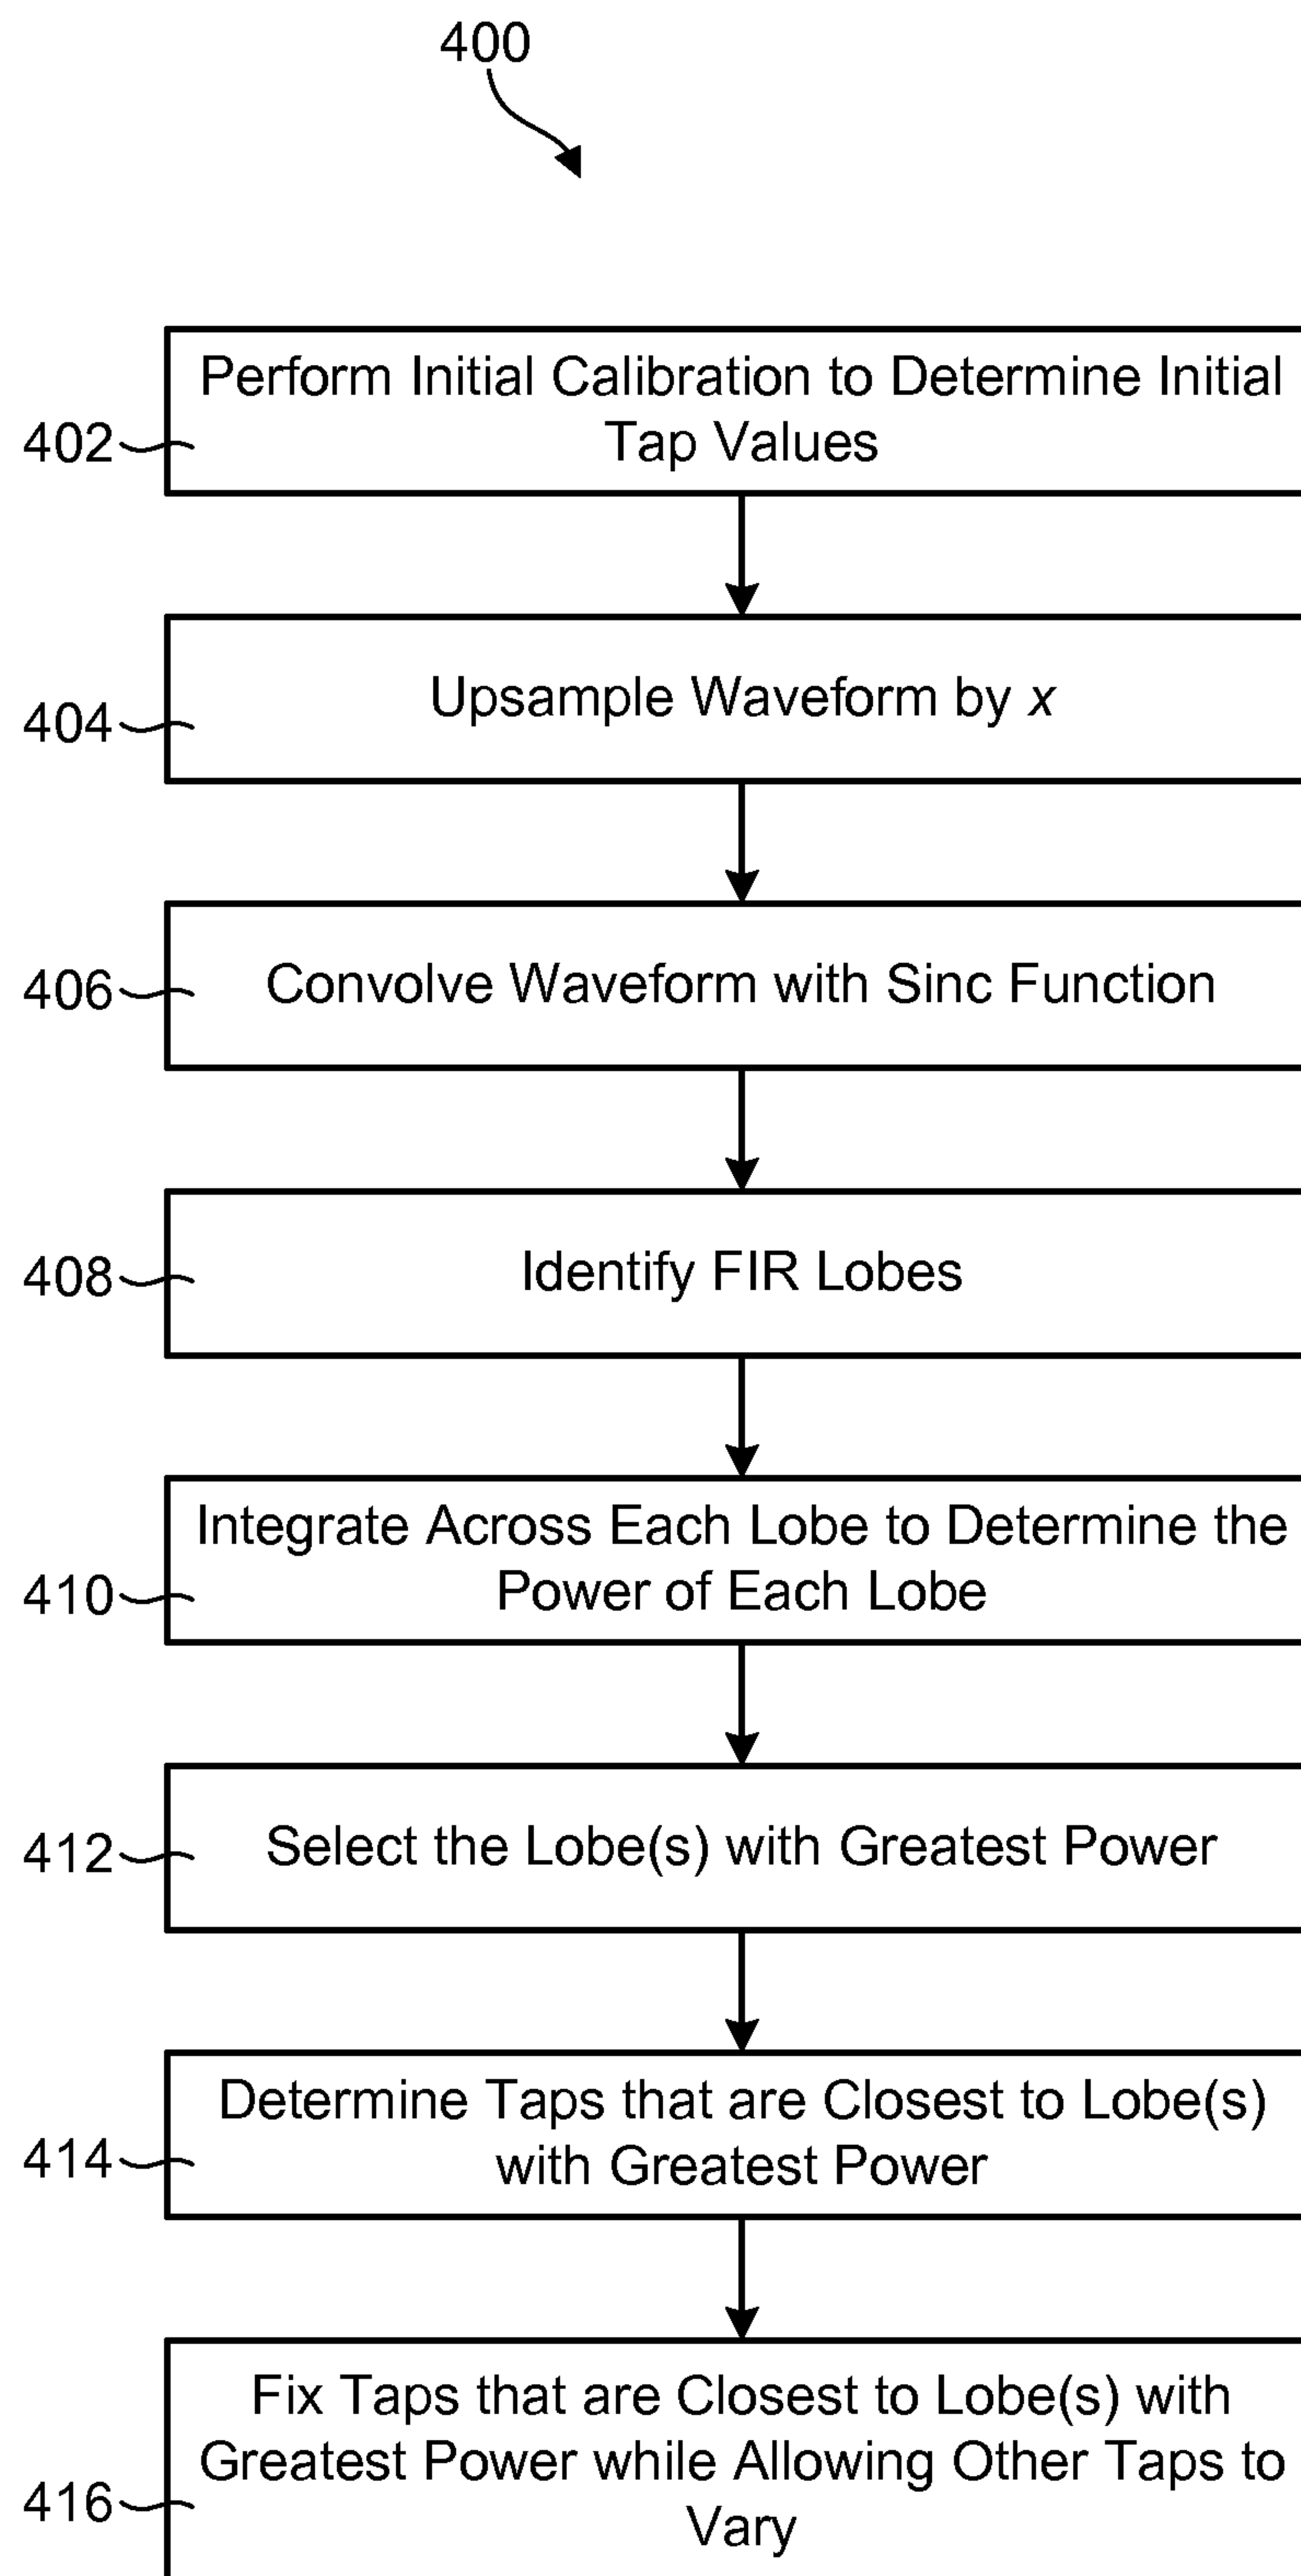 400
Perform Initial Calibration to Determine Initial
Tap Values
402
Upsample Waveform by x
404
Convolve Waveform with Sinc Function
406
Identify FIR Lobes
408
Integrate Across Each Lobe to Determine the
Power of Each Lobe
410
Select the Lobe(s) with Greatest Power
412
Determine Taps that are Closest to Lobe(s)
with Greatest Power
414
Fix Taps that are Closest to Lobe(s) with
Greatest Power while Allowing Other Taps to
Vary
416